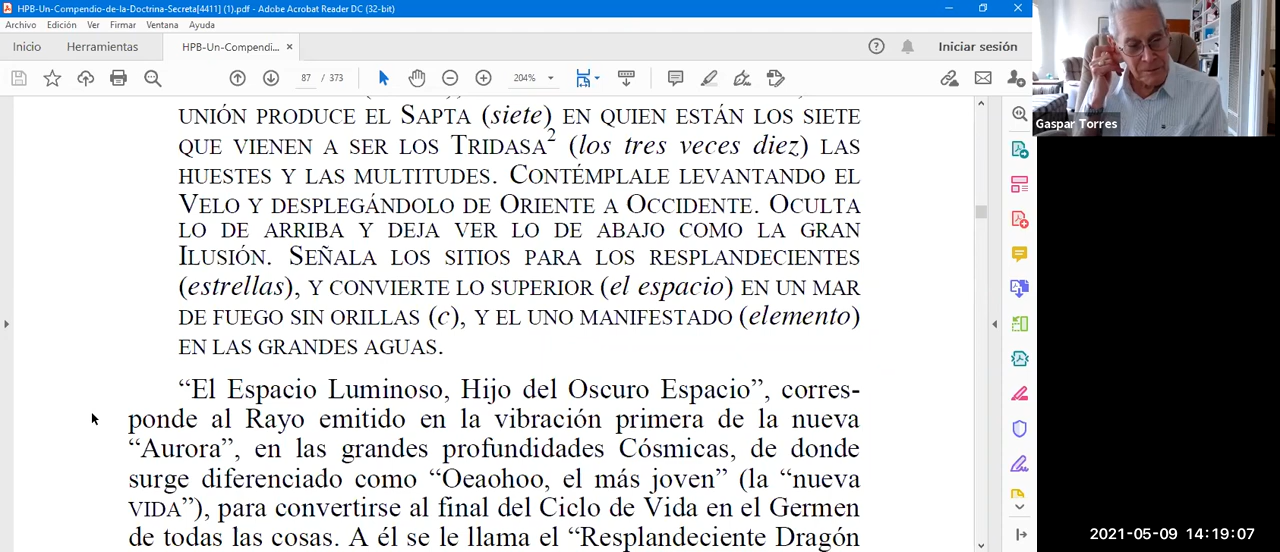 HPB-Un-Compendio-de-la-Doctrina-Secreta[4411] (1).pdf - Adobe Acrobat Reader DC (32-bit)
Archivo Edición Ver Firmar Ventana Ayuda
Inicio Herramientas HPB-Un-Compendi... × Iniciar sesión
87 / 373 204%
UNIÓN PRODUCE EL SAPTA (siete) EN QUIEN ESTÁN LOS SIETE
QUE VIENEN A SER LOS TRIDASA2 (los tres veces diez) LAS
HUESTES Y LAS MULTITUDES. CONTÉMPLALE LEVANTANDO EL
VELO Y DESPLEGÁNDOLO DE ORIENTE A OCCIDENTE. OCULTA
LO DE ARRIBA Y DEJA VER LO DE ABAJO COMO LA GRAN
ILUSIÓN. SEÑALA LOS SITIOS PARA LOS RESPLANDECIENTES
(estrellas), Y CONVIERTE LO SUPERIOR (el espacio) EN UN MAR
DE FUEGO SIN ORILLAS (c), Y EL UNO MANIFESTADO (elemento)
EN LAS GRANDES AGUAS.
“El Espacio Luminoso, Hijo del Oscuro Espacio”, corres-
ponde al Rayo emitido en la vibración primera de la nueva
“Aurora”, en las grandes profundidades Cósmicas, de donde
surge diferenciado como “Oeaohoo, el más joven” (la “nueva
VIDA”), para convertirse al final del Ciclo de Vida en el Germen
de todas las cosas. A él se le llama el “Resplandeciente Dragón
Gaspar Torres
2021-05-09 14:19:07